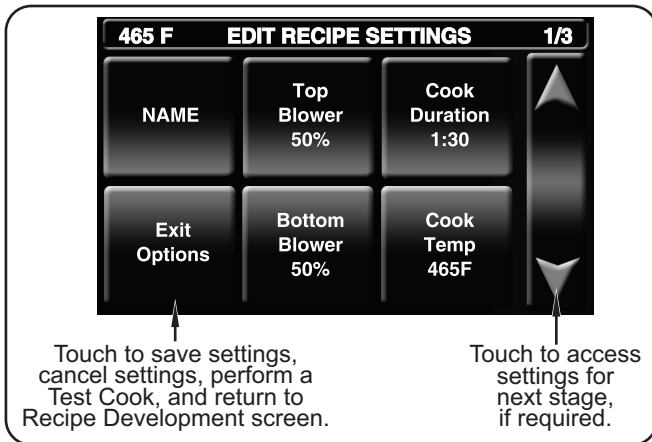 465 F EDIT RECIPE SETTINGS 1/3
NAME
Top
Blower
50%
Cook
Duration
1:30
Exit
Options
Bottom
Blower
50%
Cook
Temp
465F
Touch to save settings,
cancel settings, perform a
Test Cook, and return to
Recipe Development screen.
Touch to access
settings for
next stage,
if required.